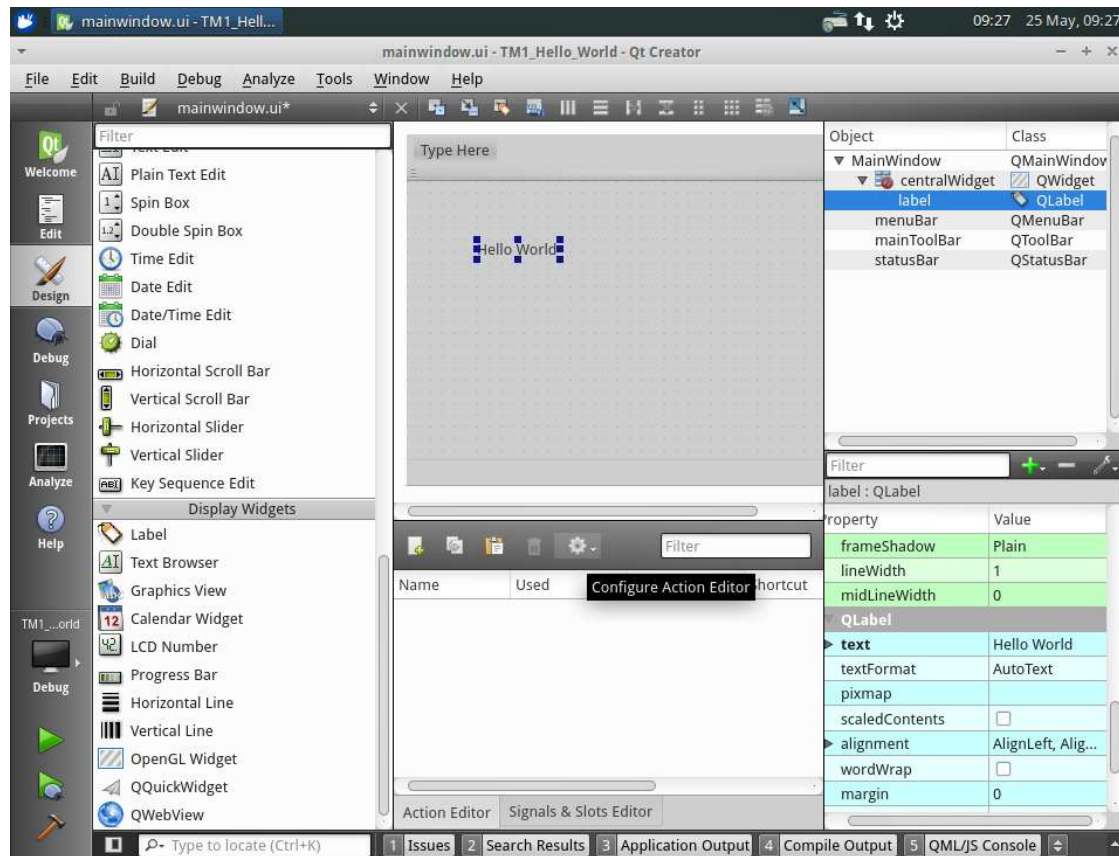 mainwindow.ui - TM1_Hell...
09:27 25 May, 09:27
mainwindow.ui - TM1_Hello_World - Qt Creator
File Edit Build Debug Analyze Tools Window Help
mainwindow.ui*
Welcome
Edit
Design
Debug
Projects
Analyze
Help
TM1_...orld
Debug
Filter
Text Edit
Plain Text Edit
Spin Box
Double Spin Box
Time Edit
Date Edit
Date/Time Edit
Dial
Horizontal Scroll Bar
Vertical Scroll Bar
Horizontal Slider
Vertical Slider
Key Sequence Edit
Display Widgets
Label
Text Browser
Graphics View
Calendar Widget
LCD Number
Progress Bar
Horizontal Line
Vertical Line
OpenGL Widget
QQuickWidget
QWebView
Type Here
Hello World
Filter
Name Used Shortcut
Configure Action Editor
Action Editor Signals & Slots Editor
Object Class
MainWindow QMainWindow
centralWidget QWidget
label QLabel
menuBar QMenuBar
mainToolBar QToolBar
statusBar QStatusBar
Filter
label : QLabel
Property Value
frameShadow Plain
lineWidth 1
midLineWidth 0
QLabel
text Hello World
textFormat AutoText
pixmap
scaledContents
alignment AlignLeft, Alig...
wordWrap
margin 0
Type to locate (Ctrl+K) 1 Issues 2 Search Results 3 Application Output 4 Compile Output 5 QML/JS Console